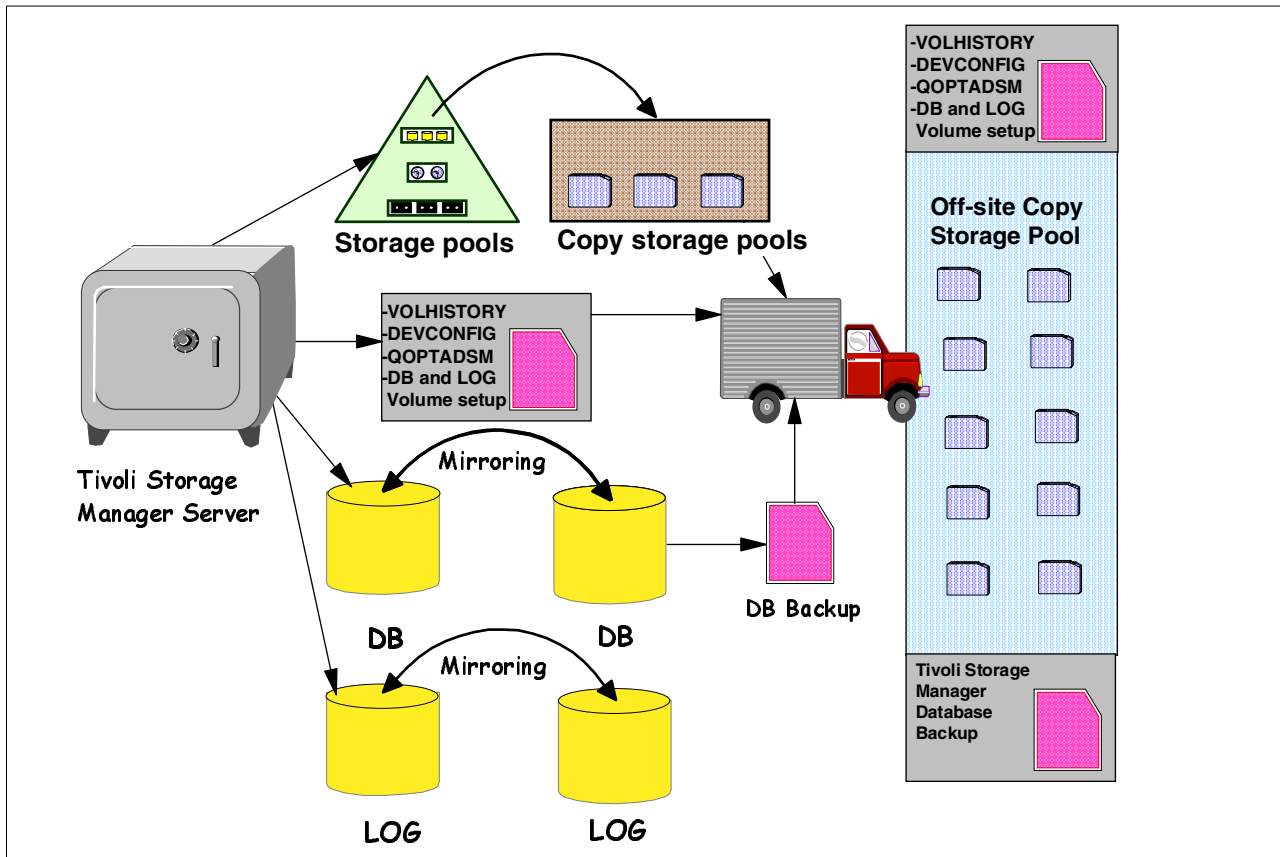 -VOLHISTORY
-DEVCONFIG
-QOPTADSM
-DB and LOG
Volume setup
Storage pools
Copy storage pools
Off-site Copy
Storage Pool
-VOLHISTORY
-DEVCONFIG
-QOPTADSM
-DB and LOG
Volume setup
Tivoli Storage
Manager Server
Mirroring
DB
DB
DB Backup
Mirroring
LOG
LOG
Tivoli Storage
Manager
Database
Backup